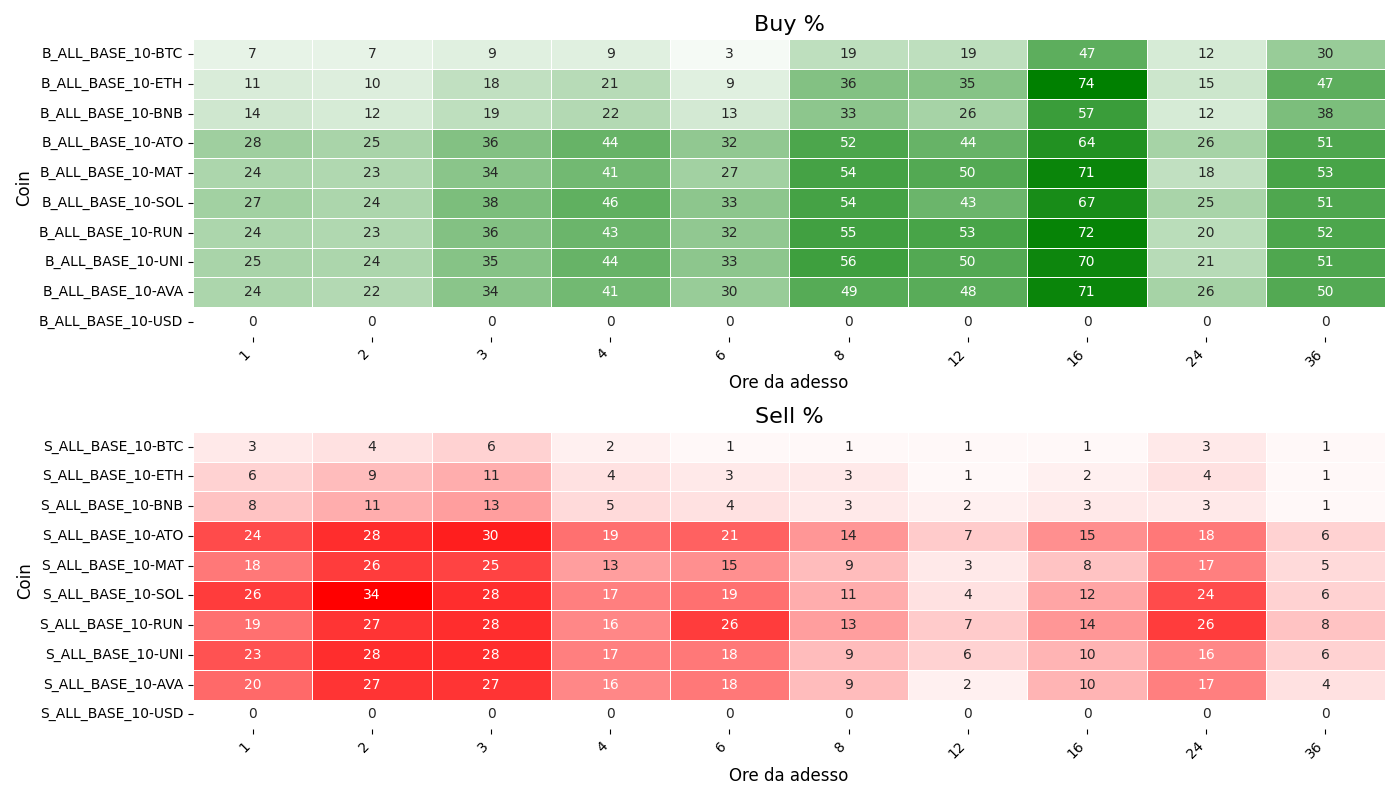 Buy %
Coin
B_ALL_BASE_10-BTC 7 7 9 9 3 19 19 47 12 30
B_ALL_BASE_10-ETH 11 10 18 21 9 36 35 74 15 47
B_ALL_BASE_10-BNB 14 12 19 22 13 33 26 57 12 38
B_ALL_BASE_10-ATO 28 25 36 44 32 52 44 64 26 51
B_ALL_BASE_10-MAT 24 23 34 41 27 54 50 71 18 53
B_ALL_BASE_10-SOL 27 24 38 46 33 54 43 67 25 51
B_ALL_BASE_10-RUN 24 23 36 43 32 55 53 72 20 52
B_ALL_BASE_10-UNI 25 24 35 44 33 56 50 70 21 51
B_ALL_BASE_10-AVA 24 22 34 41 30 49 48 71 26 50
B_ALL_BASE_10-USD 0 0 0 0 0 0 0 0 0 0
1 2 3 4 6 8 12 16 24 36
Ore da adesso
Sell %
Coin
S_ALL_BASE_10-BTC 3 4 6 2 1 1 1 1 3 1
S_ALL_BASE_10-ETH 6 9 11 4 3 3 1 2 4 1
S_ALL_BASE_10-BNB 8 11 13 5 4 3 2 3 3 1
S_ALL_BASE_10-ATO 24 28 30 19 21 14 7 15 18 6
S_ALL_BASE_10-MAT 18 26 25 13 15 9 3 8 17 5
S_ALL_BASE_10-SOL 26 34 28 17 19 11 4 12 24 6
S_ALL_BASE_10-RUN 19 27 28 16 26 13 7 14 26 8
S_ALL_BASE_10-UNI 23 28 28 17 18 9 6 10 16 6
S_ALL_BASE_10-AVA 20 27 27 16 18 9 2 10 17 4
S_ALL_BASE_10-USD 0 0 0 0 0 0 0 0 0 0
1 2 3 4 6 8 12 16 24 36
Ore da adesso